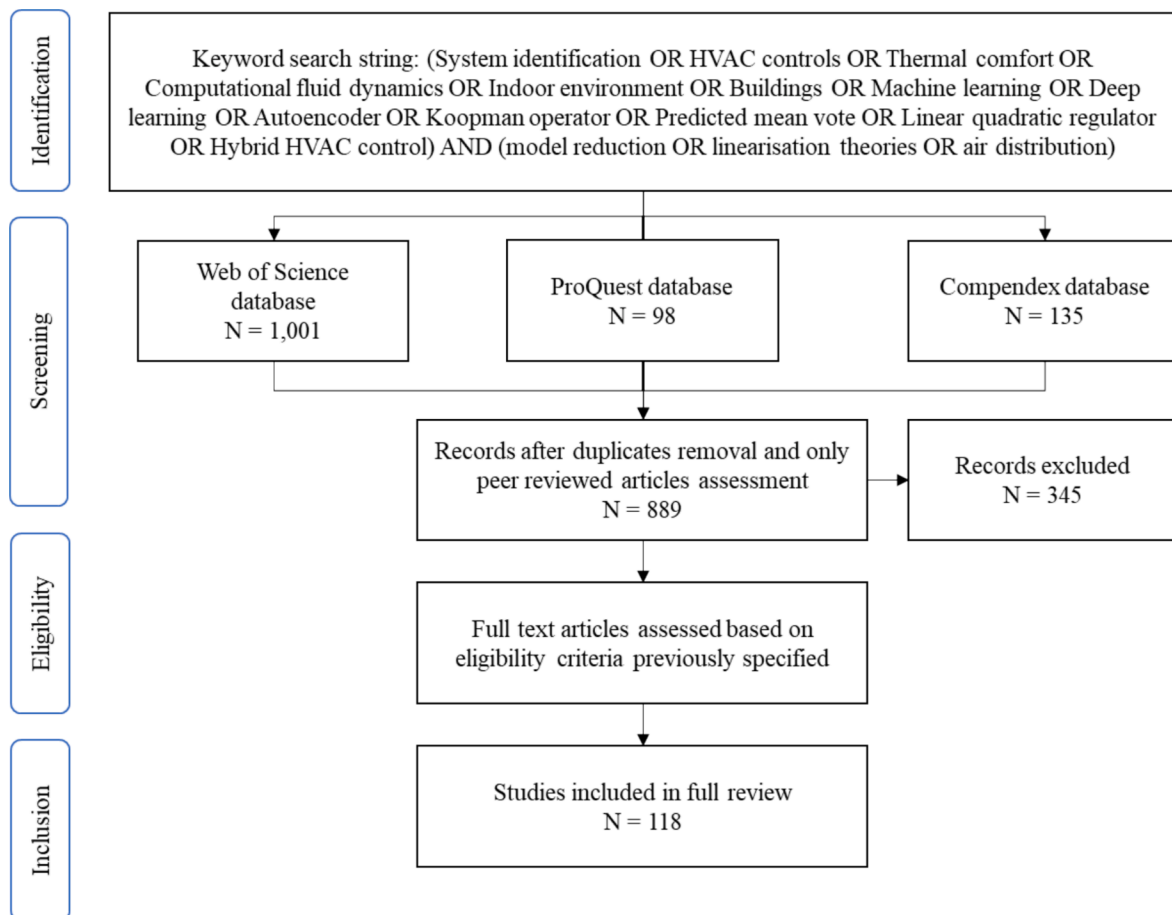 Identification
Keyword search string: (System identification OR HVAC controls OR Thermal comfort OR
Computational fluid dynamics OR Indoor environment OR Buildings OR Machine learning OR Deep
learning OR Autoencoder OR Koopman operator OR Predicted mean vote OR Linear quadratic regulator
OR Hybrid HVAC control) AND (model reduction OR linearisation theories OR air distribution)
Screening
Web of Science
database
N = 1,001
ProQuest database
N = 98
Compendex database
N = 135
Records after duplicates removal and only
peer reviewed articles assessment
N = 889
Records excluded
N = 345
Eligibility
Full text articles assessed based on
eligibility criteria previously specified
Inclusion
Studies included in full review
N = 118